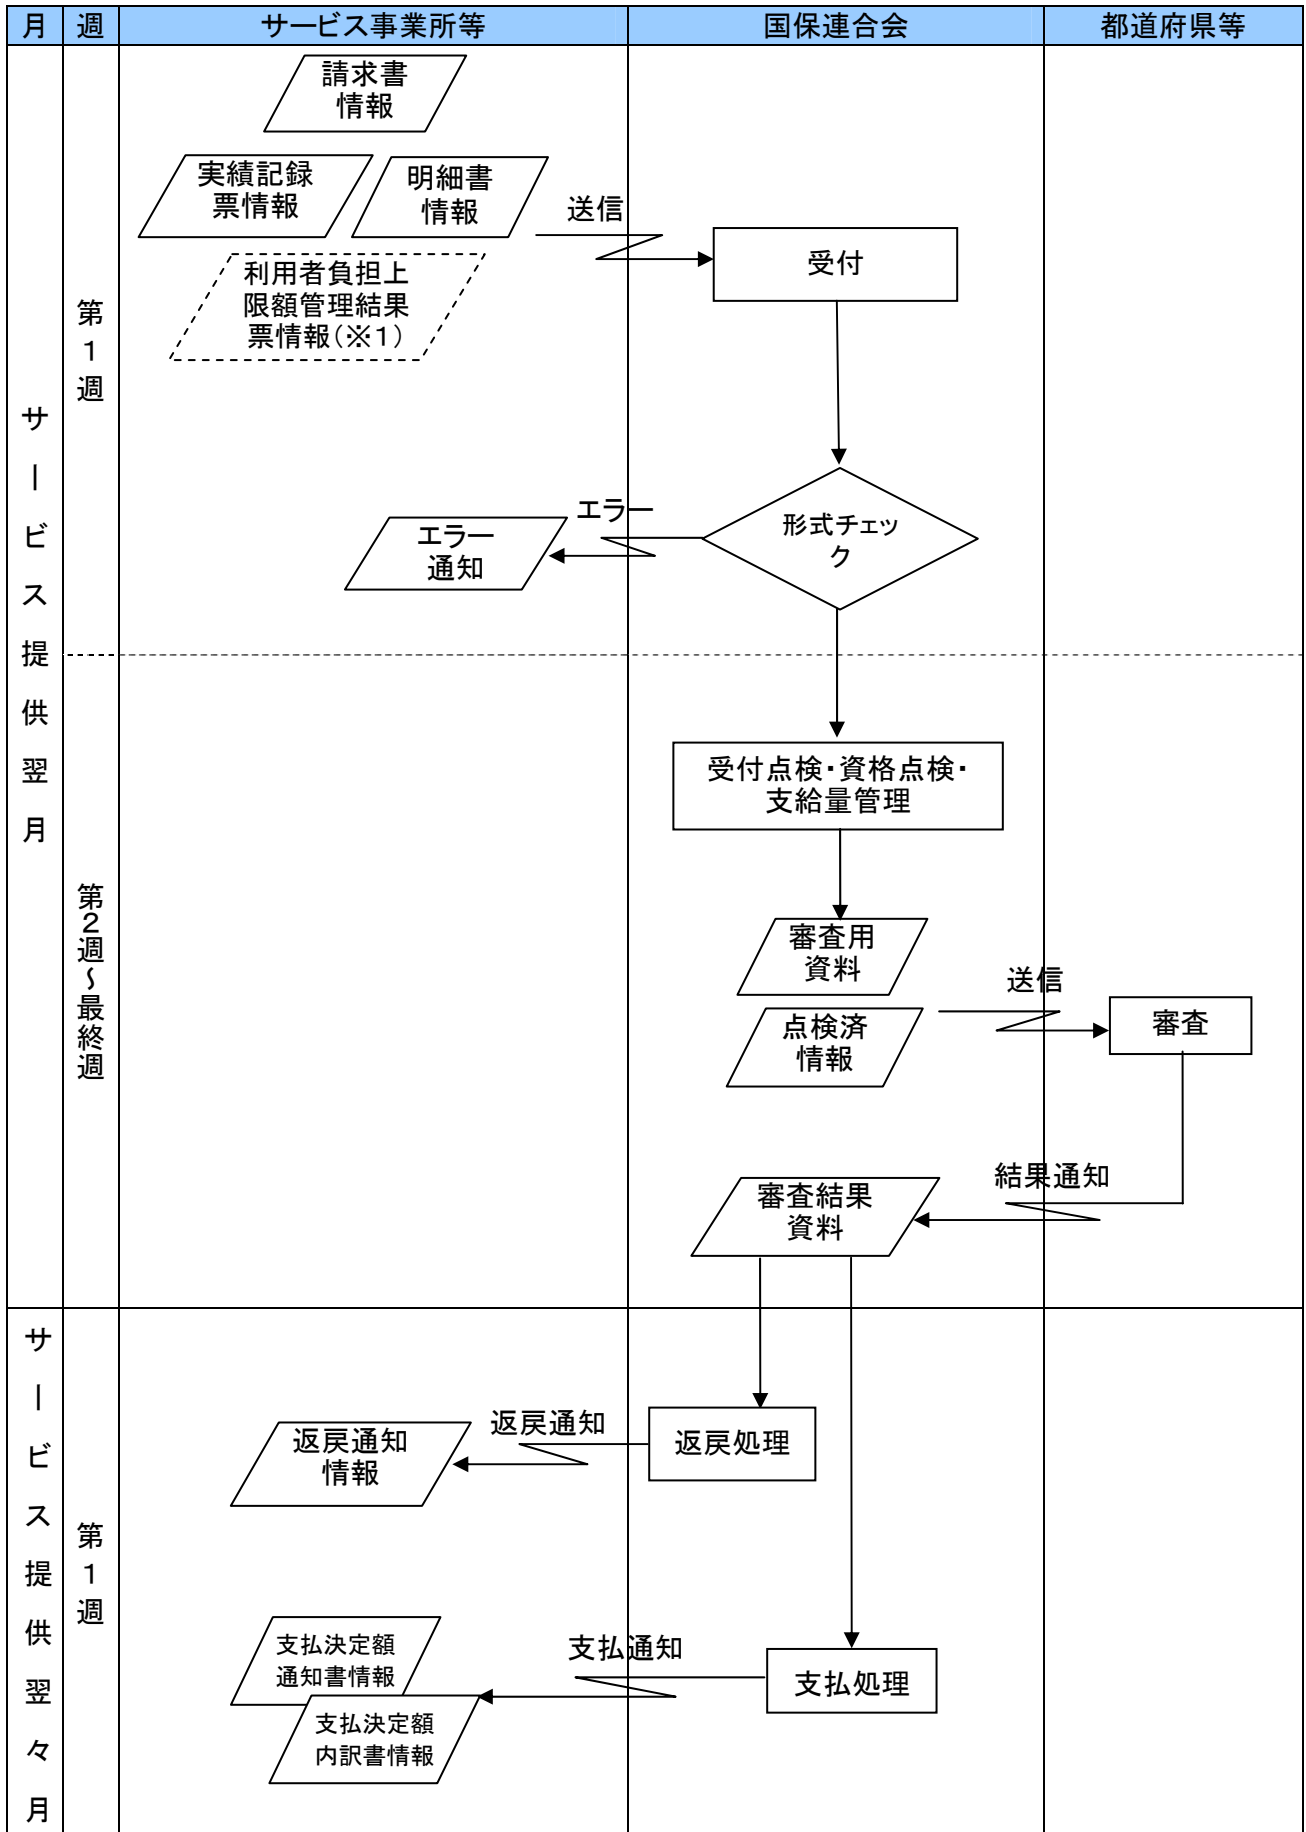 月
週
サービス事業所等
国保連合会
都道府県等
サービス提供翌月
第1週
請求書
情報
実績記録
票情報
明細書
情報
利用者負担上
限額管理結果
票情報(※1)
送信
受付
形式チェッ
ク
エラー
エラー
通知
第2週～最終週
受付点検・資格点検・
支給量管理
審査用
資料
点検済
情報
送信
審査
結果通知
審査結果
資料
サービス提供翌々月
第1週
返戻処理
返戻通知
返戻通知
情報
支払処理
支払通知
支払決定額
通知書情報
支払決定額
内訳書情報